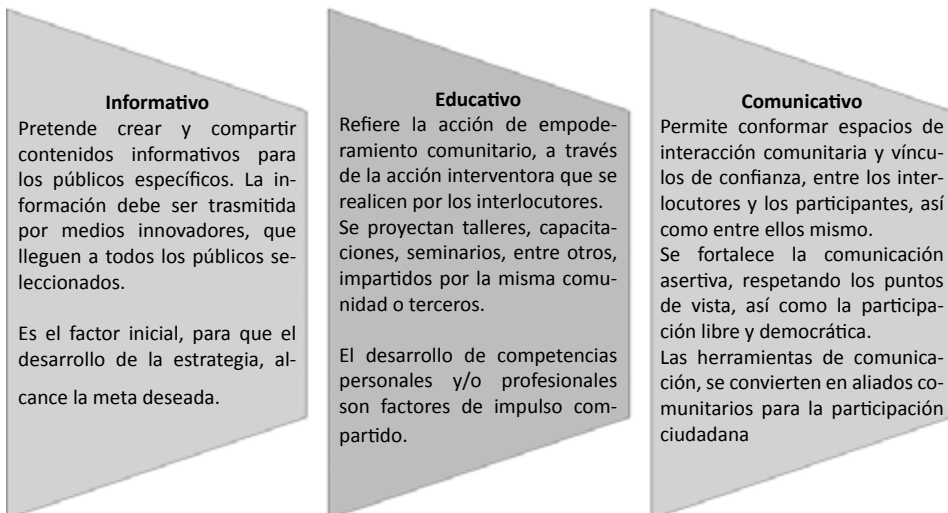 Informativo
Pretende crear y compartir
contenidos informativos para
los públicos específicos. La in-
formación debe ser trasmitida
por medios innovadores, que
lleguen a todos los públicos se-
leccionados.
Es el factor inicial, para que el
desarrollo de la estrategia, al-
cance la meta deseada.
Educativo
Refiere la acción de empode-
ramiento comunitario, a través
de la acción interventora que se
realicen por los interlocutores.
Se proyectan talleres, capacita-
ciones, seminarios, entre otros,
impartidos por la misma comu-
nidad o terceros.
El desarrollo de competencias
personales y/o profesionales
son factores de impulso com-
partido.
Comunicativo
Permite conformar espacios de
interacción comunitaria y víncu-
los de confianza, entre los inter-
locutores y los participantes, así
como entre ellos mismo.
Se fortalece la comunicación
asertiva, respetando los puntos
de vista, así como la participa-
ción libre y democrática.
Las herramientas de comunica-
ción, se convierten en aliados co-
munitarios para la participación
ciudadana